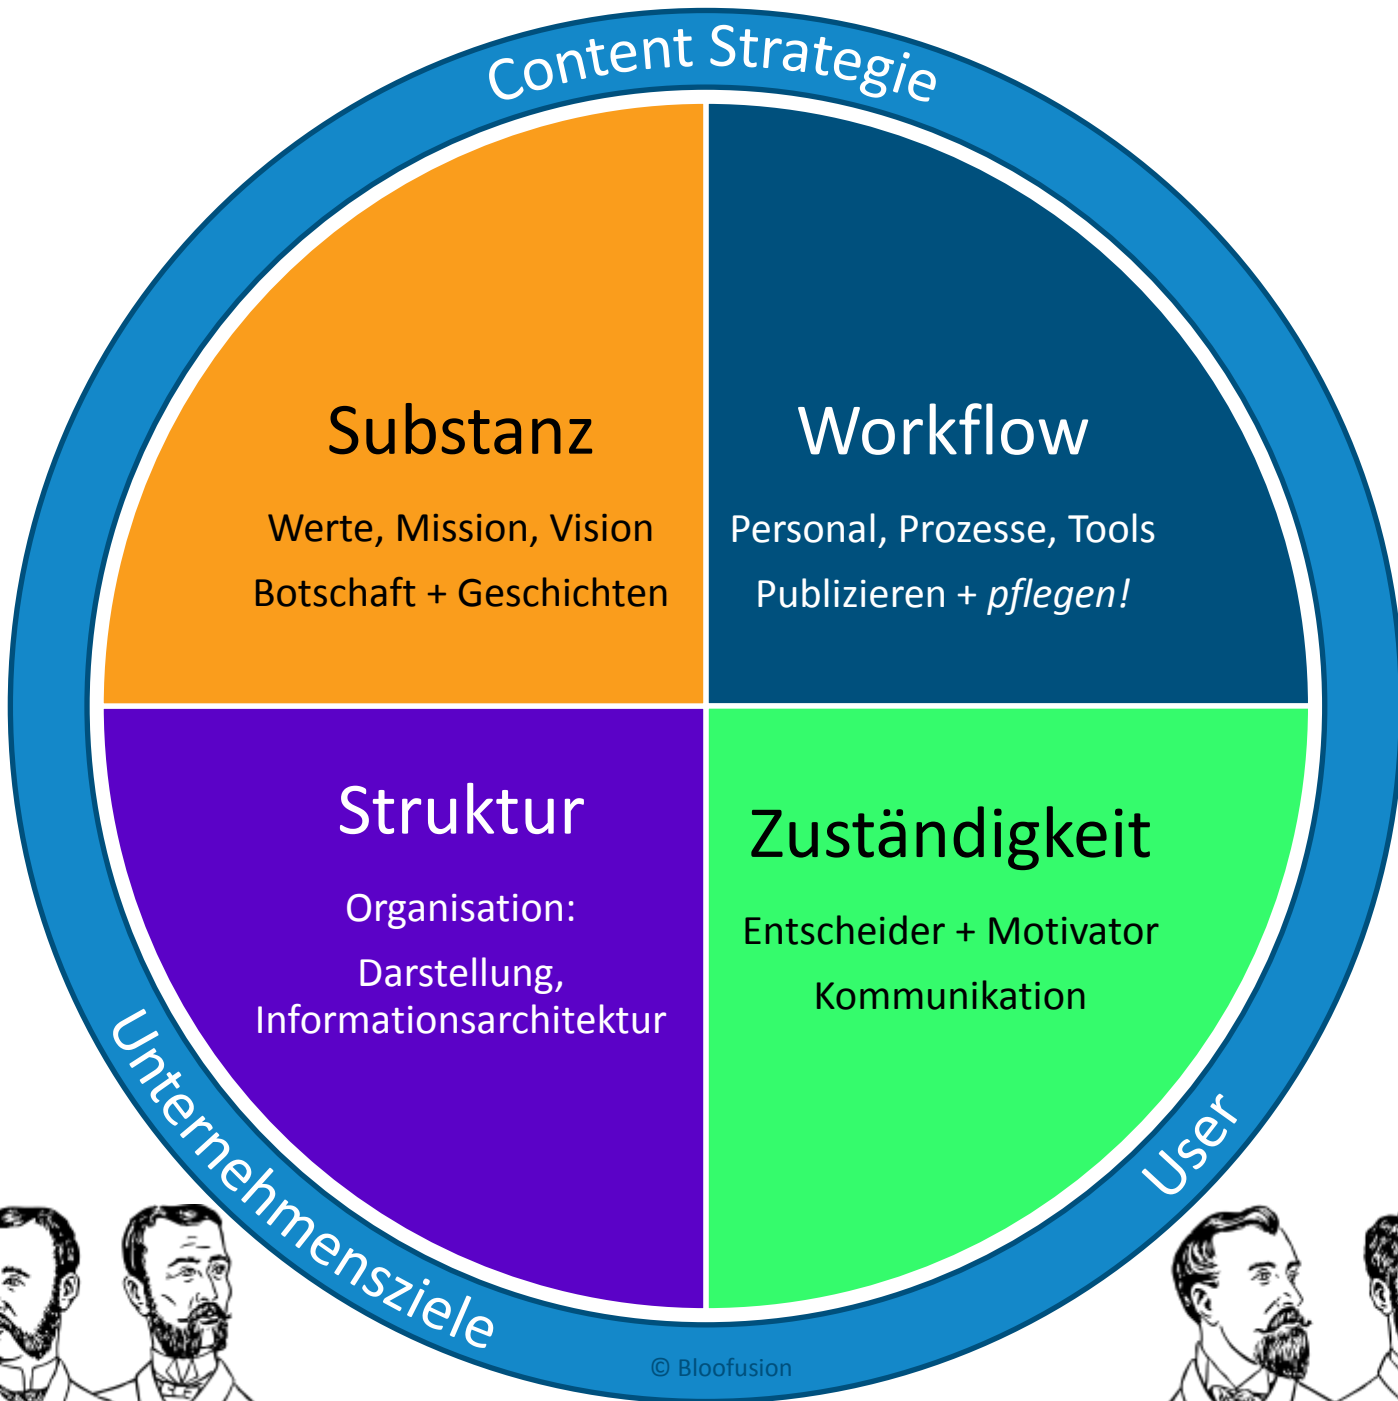 Content Strategie
Substanz
Werte, Mission, Vision
Botschaft + Geschichten
Workflow
Personal, Prozesse, Tools
Publizieren + pflegen!
Struktur
Organisation:
Darstellung,
Informationsarchitektur
Zuständigkeit
Entscheider + Motivator
Kommunikation
Unternehmensziele
User
© Bloofusion